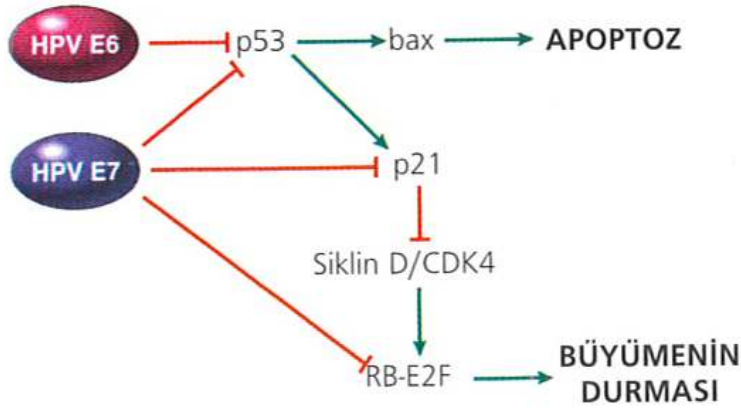 HPV E6
p53
bax
APOPTOZ
HPV E7
p21
Siklin D/CDK4
RB-E2F
BÜYÜMENİN
DURMASI